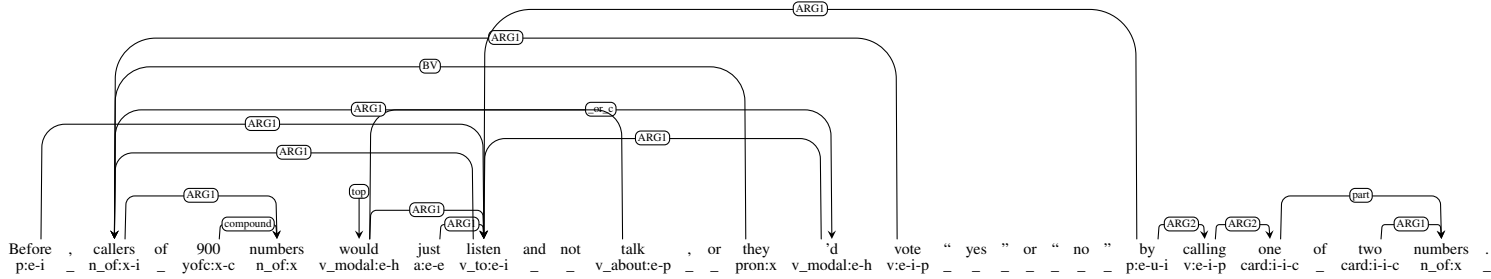 ARG1
ARG1
BV
ARG1 _or_c
ARG1 ARG1
ARG1
ARG1 top part
compound ARG1 ARG1 ARG2 ARG2 ARG1
Before , callers of 900 numbers would just listen and not talk , or they 'd vote “ yes ” or “ no ” by calling one of two numbers .
p:e-i _ n_of:x-i _ yofc:x-c n_of:x v_modal:e-h a:e-e v_to:e-i _ _ v_about:e-p _ _ pron:x v_modal:e-h v:e-i-p _ _ _ _ _ _ _ p:e-u-i v:e-i-p card:i-i-c _ card:i-i-c n_of:x _